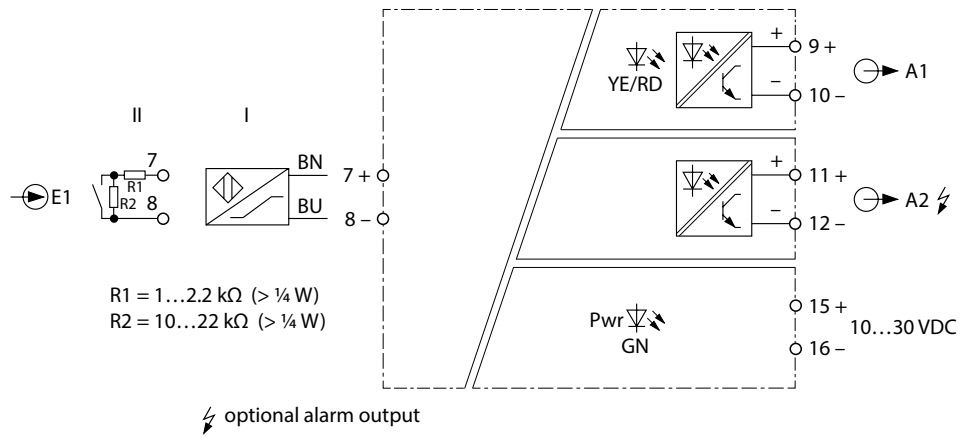 +
9 +
YE/RD
A1
–
10 –
II
I
BN
7
7 +
R1
E1
R2
8
BU
8 –
+
11 +
A2
–
12 –
R1 = 1…2.2 kΩ (> ¼ W)
R2 = 10…22 kΩ (> ¼ W)
15 +
Pwr
10…30 VDC
GN
16 –
optional alarm output